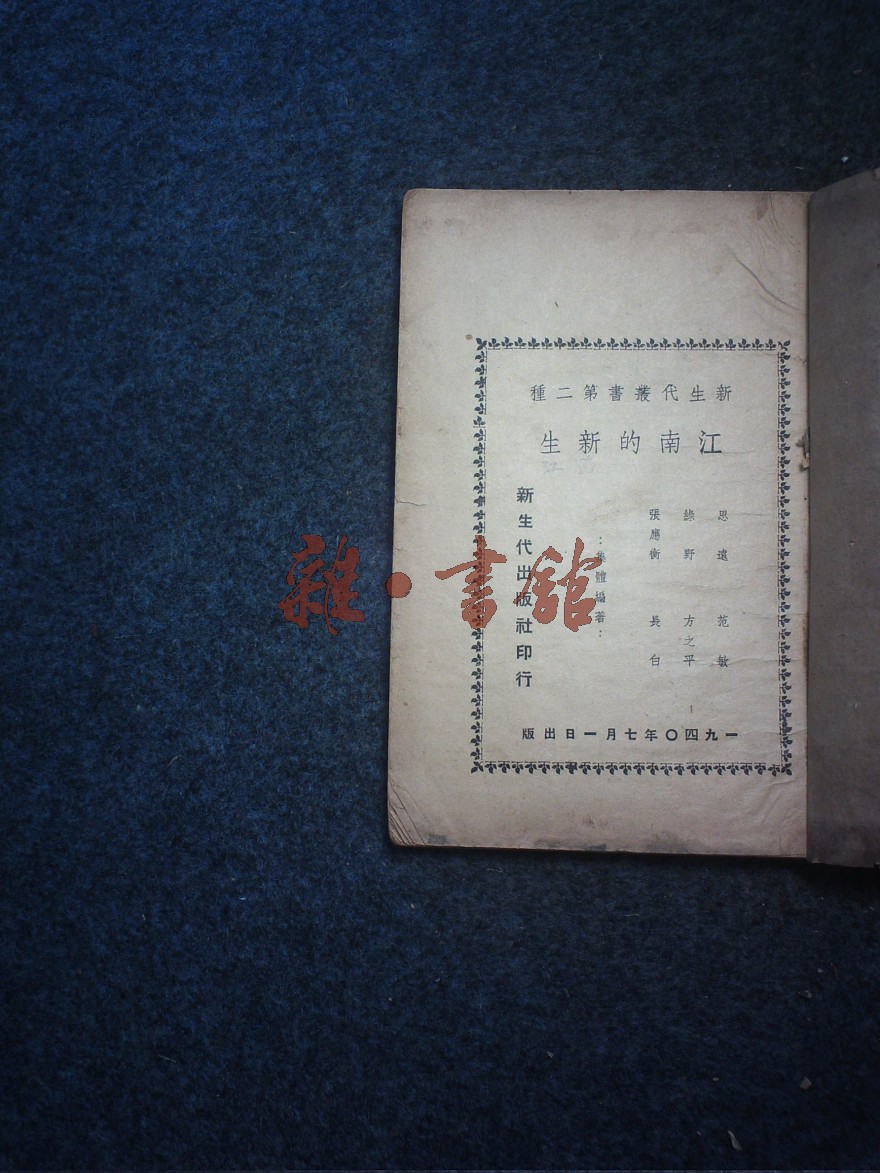 新生代叢書第二種
江南的新生
思遠 范敏
綠野 方之平
張應衡 長白
：集體編著：
新生代出版社印行
一九四〇年七月一日出版
雜·書館